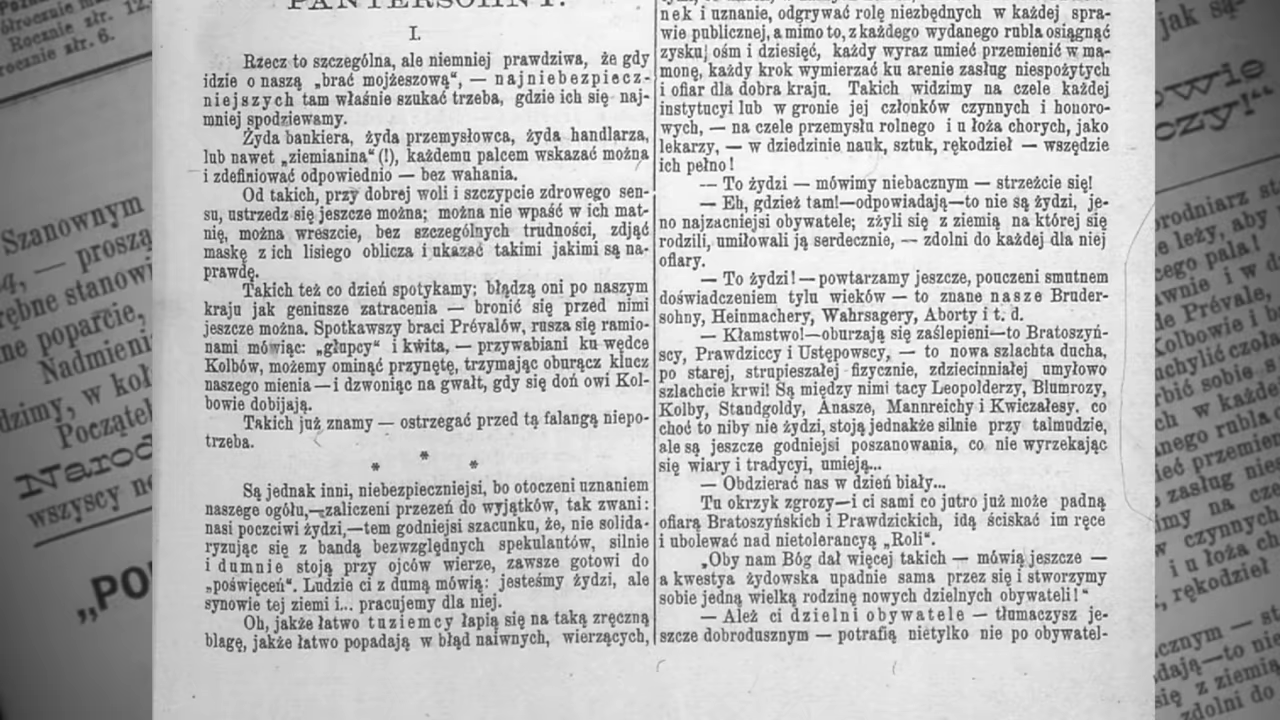 PANTERSOHNY.
I.
Rzecz to szczególna, ale niemniej prawdziwa, że gdy
idzie o naszą „brać mojżeszową“, — najniebezpiecz-
niejszych tam właśnie szukać trzeba, gdzie ich się naj-
mniej spodziewamy.
Żyda bankiera, żyda przemysłowca, żyda handlarza,
lub nawet „ziemianina“ (!), każdemu palcem wskazać można
i zdefiniować odpowiednio — bez wahania.
Od takich, przy dobrej woli i szczypcie zdrowego sen-
su, ustrzedz się jeszcze można; można nie wpaść w ich mat-
nię, można wreszcie, bez szczególnych trudności, zdjąć
maskę z ich lisiego oblicza i ukazać takimi jakimi są na-
prawdę.
Takich też co dzień spotykamy; błądzą oni po naszym
kraju jak geniusze zatracenia — bronić się przed nimi
jeszcze można. Spotkawszy braci Prévalów, rusza się ramio-
nami mówiąc: „głupcy“ i kwita, — przywabiani ku wędce
Kolbów, możemy ominąć przynętę, trzymając oburącz klucz
naszego mienia — i dzwoniąc na gwałt, gdy się doń owi Kol-
bowie dobijają.
Takich już znamy — ostrzegać przed tą falangą niepo-
trzeba.
* * *
Są jednak inni, niebezpieczniejsi, bo otoczeni uznaniem
naszego ogółu,—zaliczeni przezeń do wyjątków, tak zwani:
nasi poczciwi żydzi,—tem godniejsi szacunku, że, nie solida-
ryzując się z bandą bezwzględnych spekulantów, silnie
i dumnie stoją przy ojców wierze, zawsze gotowi do
„poświęceń“. Ludzie ci z dumą mówią: jesteśmy żydzi, ale
synowie tej ziemi i... pracujemy dla niej.
Oh, jakże łatwo tuziemcy łapią się na taką zręczną
blagę, jakże łatwo popadają w błąd naiwnych, wierzących,
nek i uznanie, odgrywać rolę niezbędnych w każdej spra-
wie publicznej, a mimo to, z każdego wydanego rubla osiągnąć
zysku ośm i dziesięć, każdy wyraz umieć przemienić w ma-
monę, każdy krok wymierzać ku arenie zasług niespożytych
i ofiar dla dobra kraju. Takich widzimy na czele każdej
instytucyi lub w gronie jej członków czynnych i honoro-
wych, — na czele przemysłu rolnego i u łoża chorych, jako
lekarzy, — w dziedzinie nauk, sztuk, rękodzieł — wszędzie
ich pełno!
— To żydzi — mówimy niebacznym — strzeżcie się!
— Eh, gdzież tam!—odpowiadają—to nie są żydzi, je-
no najzacniejsi obywatele; zżyli się z ziemią na której się
rodzili, umiłowali ją serdecznie, — zdolni do każdej dla niej
ofiary.
— To żydzi! — powtarzamy jeszcze, pouczeni smutnem
doświadczeniem tylu wieków — to znane nasze Bruder-
sohny, Heinmachery, Wahrsagery, Aborty i t. d.
— Kłamstwo!—oburzają się zaślepieni—to Bratoszyń-
scy, Prawdziccy i Ustępowscy, — to nowa szlachta ducha,
po starej, strupieszałej fizycznie, zdziecinniałej umyłowo
szlachcie krwi! Są między nimi tacy Leopolderzy, Blumrozy,
Kolby, Standgoldy, Anasze, Mannreichy i Kwiczałesy, co
choć to niby nie żydzi, stoją jednakże silnie przy talmudzie,
ale są jeszcze godniejsi poszanowania, co nie wyrzekając
się wiary i tradycyi, umieją...
— Obdzierać nas w dzień biały...
Tu okrzyk zgrozy—i ci sami co jutro już może padną
ofiarą Bratoszyńskich i Prawdzickich, idą ściskać im ręce
i ubolewać nad nietolerancyą „Roli“.
„Oby nam Bóg dał więcej takich — mówią jeszcze —
a kwestya żydowska upadnie sama przez się i stworzymy
sobie jedną wielką rodzinę nowych dzielnych obywateli!“
— Ależ ci dzielni obywatele — tłumaczysz je-
szcze dobrodusznym — potrafią nietylko nie po obywatel-